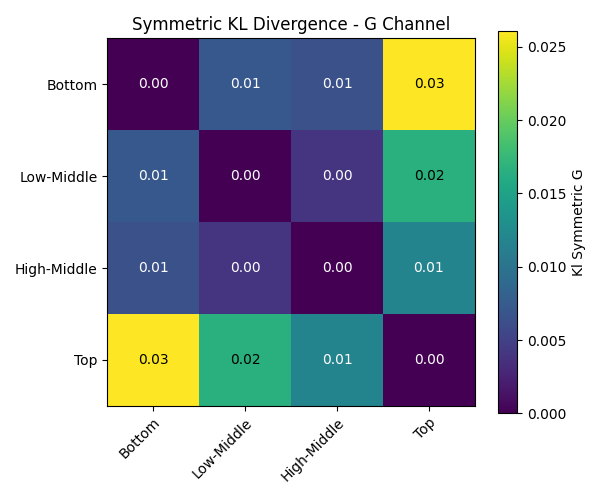 Symmetric KL Divergence - G Channel
Bottom
Low-Middle
High-Middle
Top
0.00 0.01 0.01 0.03
0.01 0.00 0.00 0.02
0.01 0.00 0.00 0.01
0.03 0.02 0.01 0.00
Bottom
Low-Middle
High-Middle
Top
0.025
0.020
0.015
0.010
0.005
0.000
Kl Symmetric G